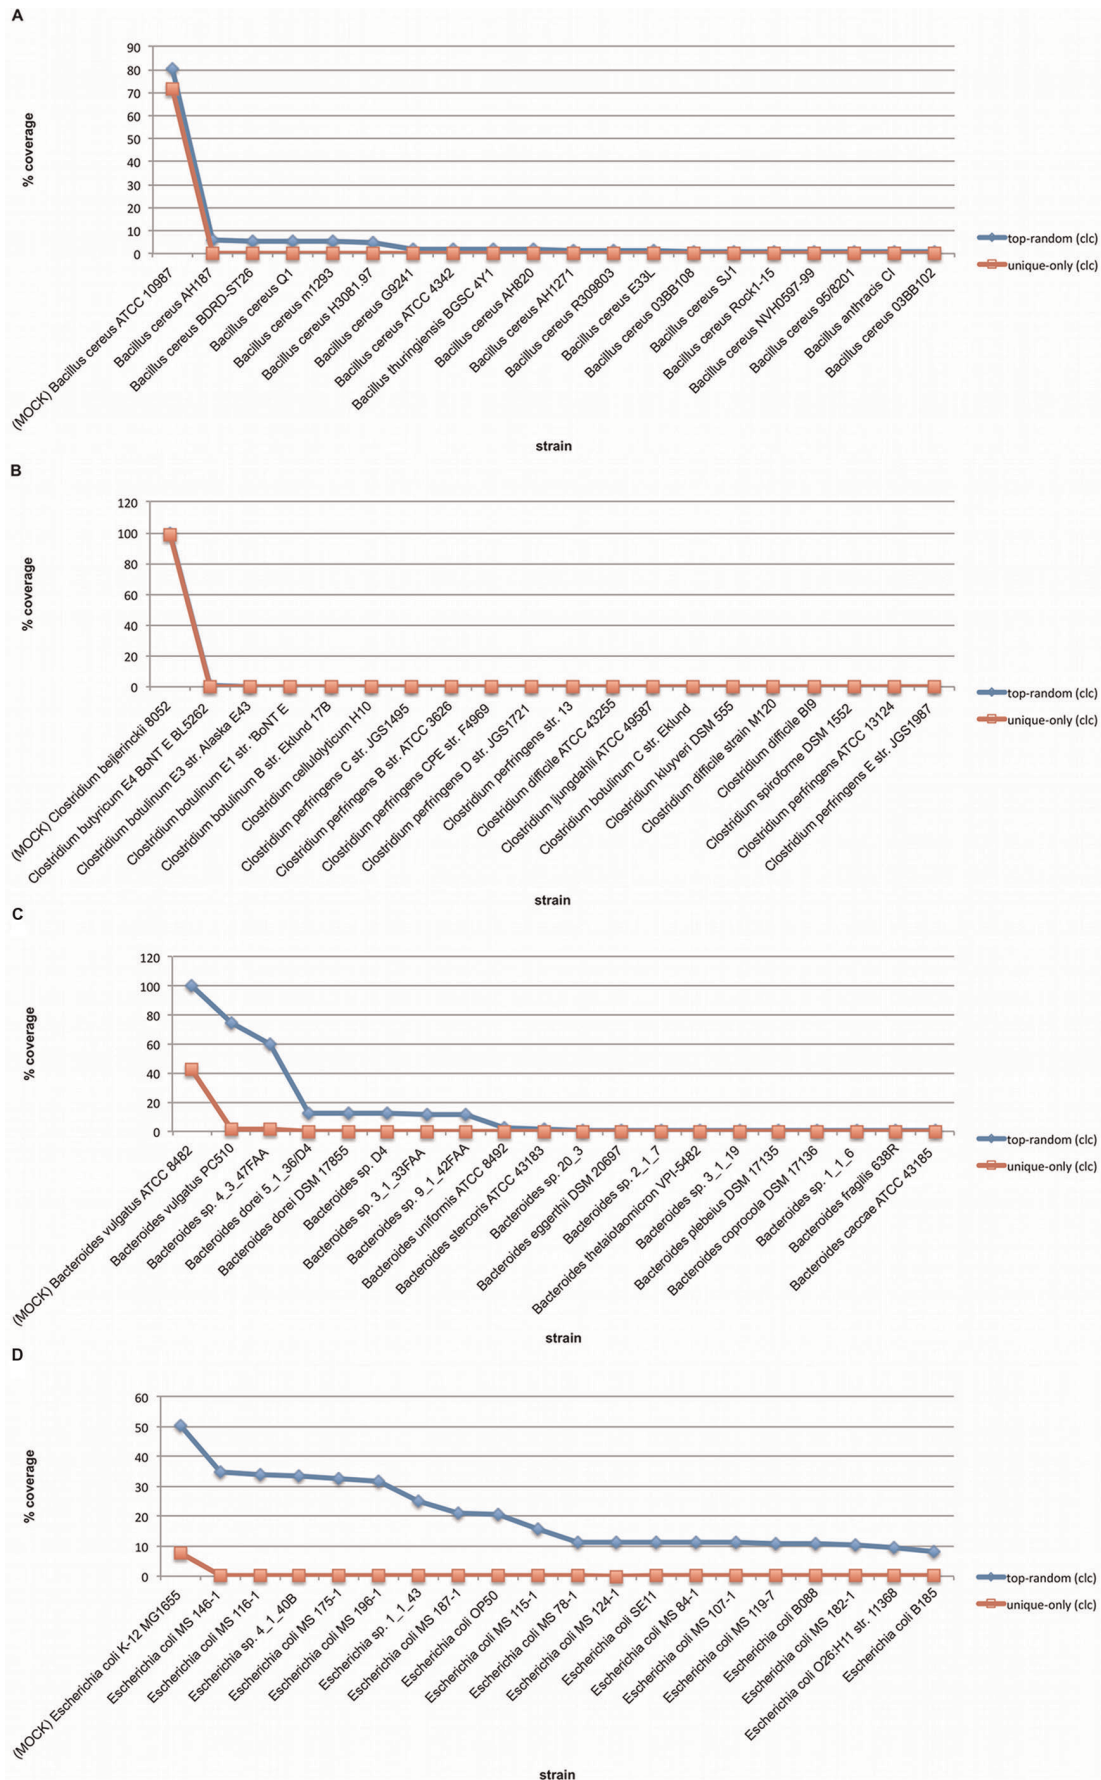 A
90
80
70
60
50
40
30
20
10
0
% coverage
(MOCK) Bacillus cereus ATCC 10987
Bacillus cereus AH187
Bacillus cereus BDRD-ST26
Bacillus cereus Q1
Bacillus cereus m1293
Bacillus cereus H3081.97
Bacillus cereus G9241
Bacillus cereus ATCC 4342
Bacillus thuringiensis BGSC 4Y1
Bacillus cereus AH820
Bacillus cereus AH1271
Bacillus cereus R309803
Bacillus cereus E33L
Bacillus cereus 03BB108
Bacillus cereus SJ1
Bacillus cereus Rock1-15
Bacillus cereus NVH0597-99
Bacillus cereus 95/8201
Bacillus anthracis CI
Bacillus cereus 03BB102
strain
top-random (clc)
unique-only (clc)
B
120
100
80
60
40
20
0
% coverage
(MOCK) Clostridium beijerinckii 8052
Clostridium butyricum E4 BoNT E BL5262
Clostridium botulinum E3 str. Alaska E43
Clostridium botulinum E1 str. 'BoNT E
Clostridium botulinum B str. Eklund 17B
Clostridium cellulolyticum H10
Clostridium perfringens C str. JGS1495
Clostridium perfringens B str. ATCC 3626
Clostridium perfringens CPE str. F4969
Clostridium perfringens D str. JGS1721
Clostridium perfringens str. 13
Clostridium difficile ATCC 43255
Clostridium ljungdahlii ATCC 49587
Clostridium botulinum C str. Eklund
Clostridium kluyveri DSM 555
Clostridium difficile strain M120
Clostridium difficile BI9
Clostridium spiroforme DSM 1552
Clostridium perfringens ATCC 13124
Clostridium perfringens E str. JGS1987
strain
top-random (clc)
unique-only (clc)
C
120
100
80
60
40
20
0
% coverage
(MOCK) Bacteroides vulgatus ATCC 8482
Bacteroides vulgatus PC510
Bacteroides sp. 4_3_47FAA
Bacteroides dorei 5_1_36/D4
Bacteroides dorei DSM 17855
Bacteroides sp. D4
Bacteroides sp. 3_1_33FAA
Bacteroides sp. 9_1_42FAA
Bacteroides uniformis ATCC 8492
Bacteroides stercoris ATCC 43183
Bacteroides sp. 20_3
Bacteroides eggerthii DSM 20697
Bacteroides sp. 2_1_7
Bacteroides thetaiotaomicron VPI-5482
Bacteroides sp. 3_1_19
Bacteroides plebeius DSM 17135
Bacteroides coprocola DSM 17136
Bacteroides sp. 1_1_6
Bacteroides fragilis 638R
Bacteroides caccae ATCC 43185
strain
top-random (clc)
unique-only (clc)
D
60
50
40
30
20
10
0
% coverage
(MOCK) Escherichia coli K-12 MG1655
Escherichia coli MS 146-1
Escherichia coli MS 116-1
Escherichia sp. 4_1_40B
Escherichia coli MS 175-1
Escherichia coli MS 196-1
Escherichia sp. 1_1_43
Escherichia coli MS 187-1
Escherichia coli OP50
Escherichia coli MS 115-1
Escherichia coli MS 78-1
Escherichia coli MS 124-1
Escherichia coli SE11
Escherichia coli MS 84-1
Escherichia coli MS 107-1
Escherichia coli MS 119-7
Escherichia coli B088
Escherichia coli MS 182-1
Escherichia coli O26:H11 str. 11368
Escherichia coli B185
strain
top-random (clc)
unique-only (clc)